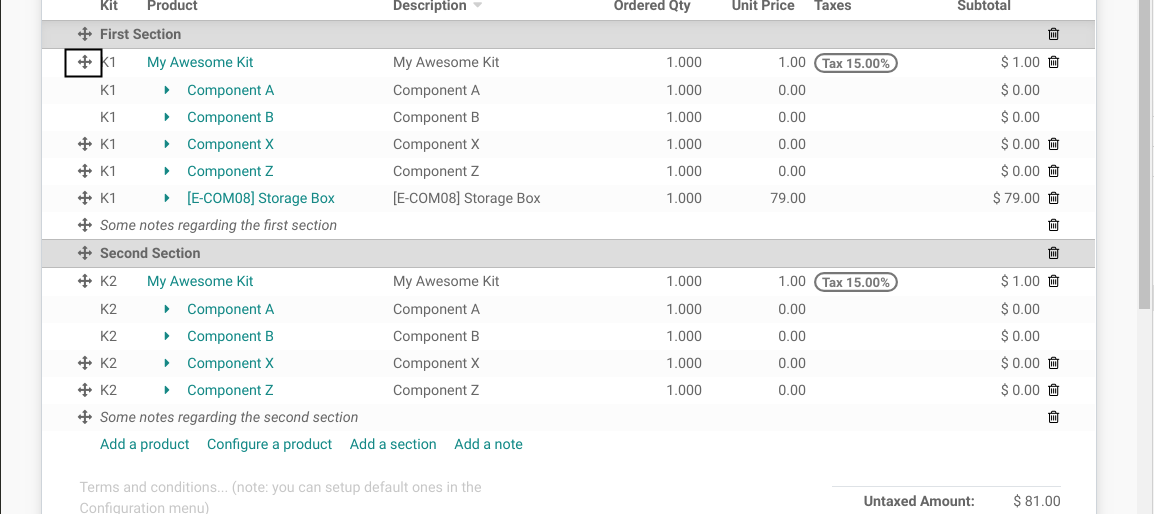 Kit Product Description Ordered Qty Unit Price Taxes Subtotal
First Section
K1 My Awesome Kit My Awesome Kit 1.000 1.00 Tax 15.00% $ 1.00
K1 Component A Component A 1.000 0.00 $ 0.00
K1 Component B Component B 1.000 0.00 $ 0.00
K1 Component X Component X 1.000 0.00 $ 0.00
K1 Component Z Component Z 1.000 0.00 $ 0.00
K1 [E-COM08] Storage Box [E-COM08] Storage Box 1.000 79.00 $ 79.00
Some notes regarding the first section
Second Section
K2 My Awesome Kit My Awesome Kit 1.000 1.00 Tax 15.00% $ 1.00
K2 Component A Component A 1.000 0.00 $ 0.00
K2 Component B Component B 1.000 0.00 $ 0.00
K2 Component X Component X 1.000 0.00 $ 0.00
K2 Component Z Component Z 1.000 0.00 $ 0.00
Some notes regarding the second section
Add a product Configure a product Add a section Add a note
Terms and conditions... (note: you can setup default ones in the
Configuration menu)
Untaxed Amount: $ 81.00